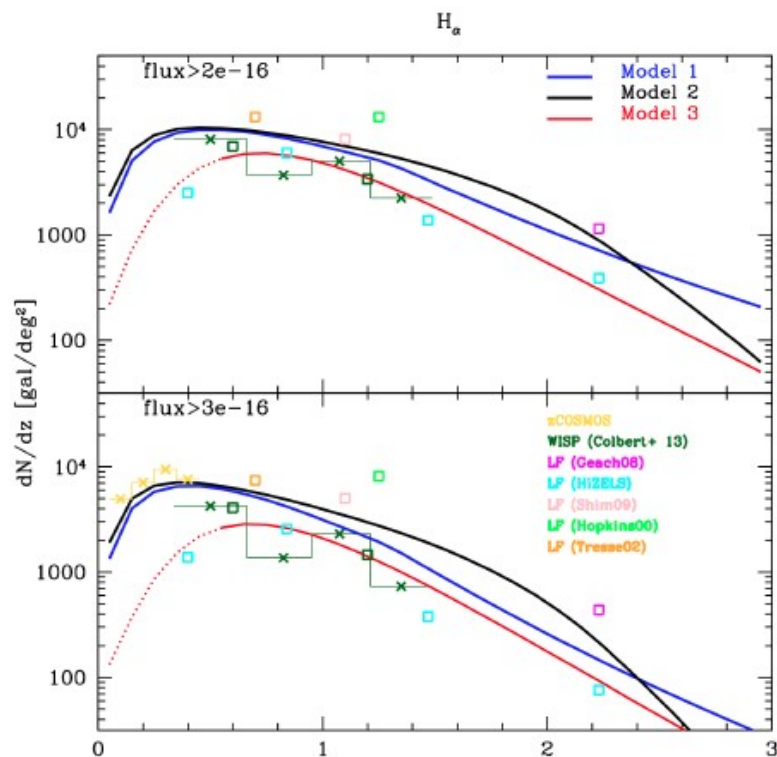 Hα
flux>2e-16
Model 1
Model 2
Model 3
10⁴
1000
100
dN/dz [gal/deg²]
flux>3e-16
zCOSMOS
WISP (Colbert+ 13)
LF (Geach08)
LF (HiZELS)
LF (Shim09)
LF (Hopkins00)
LF (Tresse02)
10⁴
1000
100
0 1 2 3